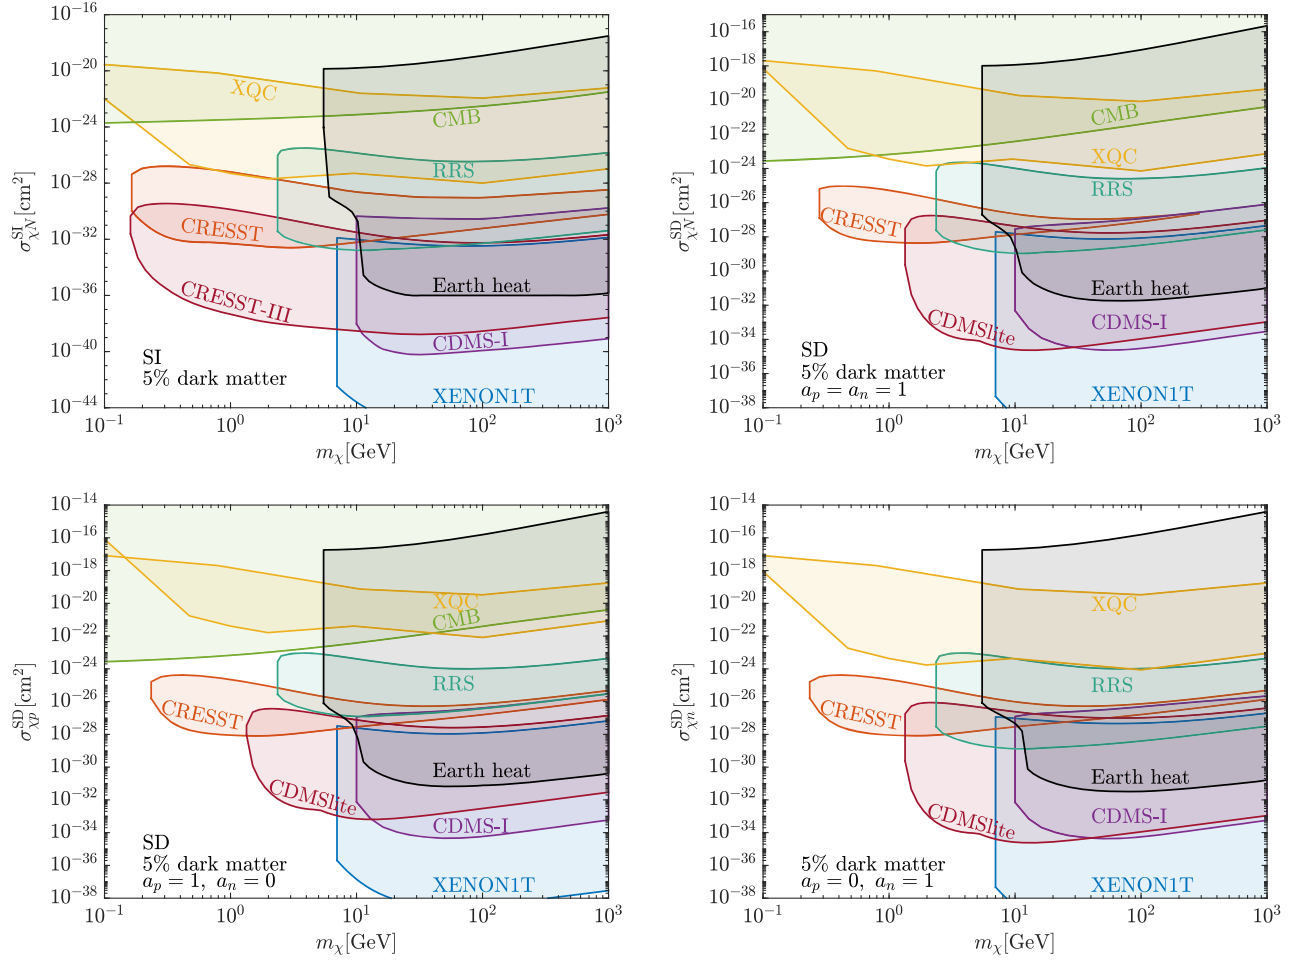 10^−16
10^−20
10^−24
10^−28
10^−32
10^−36
10^−40
10^−44
σ^SI_χN [cm²]
XQC
CMB
RRS
CRESST
Earth heat
CRESST-III
CDMS-I
XENON1T
SI
5% dark matter
10^−1 10^0 10^1 10^2 10^3
m_χ[GeV]
10^−16
10^−18
10^−20
10^−22
10^−24
10^−26
10^−28
10^−30
10^−32
10^−34
10^−36
10^−38
σ^SD_χN [cm²]
CMB
XQC
RRS
CRESST
Earth heat
CDMSlite
CDMS-I
XENON1T
SD
5% dark matter
a_p = a_n = 1
10^−1 10^0 10^1 10^2 10^3
m_χ[GeV]
10^−14
10^−16
10^−18
10^−20
10^−22
10^−24
10^−26
10^−28
10^−30
10^−32
10^−34
10^−36
10^−38
σ^SD_χp [cm²]
XQC
CMB
RRS
CRESST
Earth heat
CDMSlite
CDMS-I
XENON1T
SD
5% dark matter
a_p = 1, a_n = 0
10^−1 10^0 10^1 10^2 10^3
m_χ[GeV]
10^−14
10^−16
10^−18
10^−20
10^−22
10^−24
10^−26
10^−28
10^−30
10^−32
10^−34
10^−36
10^−38
σ^SD_χn [cm²]
XQC
RRS
CRESST
Earth heat
CDMSlite
CDMS-I
XENON1T
5% dark matter
a_p = 0, a_n = 1
10^−1 10^0 10^1 10^2 10^3
m_χ[GeV]